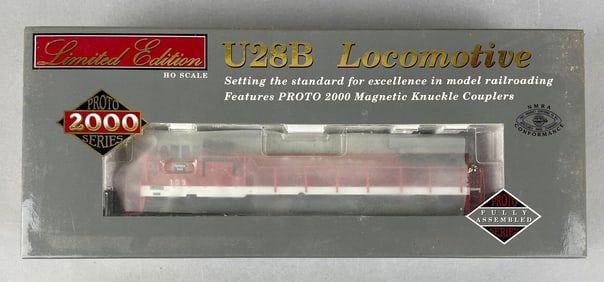 Limited Edition
HO SCALE
U28B Locomotive
Setting the standard for excellence in model railroading
Features PROTO 2000 Magnetic Knuckle Couplers
PROTO
2000
SERIES
NMRA
CONFORMANCE
PROTO
FULLY
ASSEMBLED
SERIES